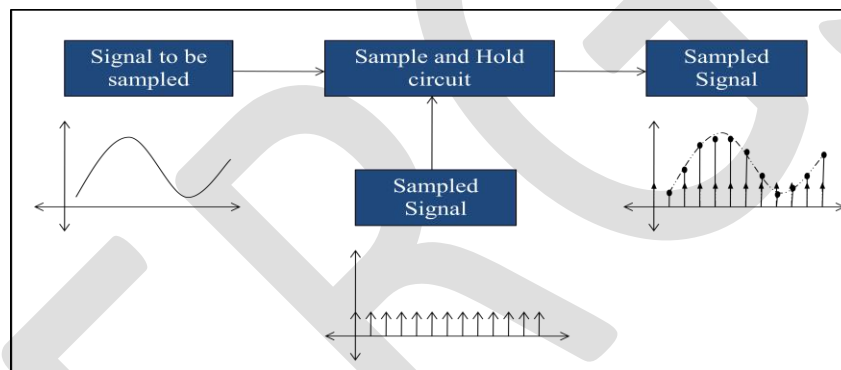 Signal to be
sampled
Sample and Hold
circuit
Sampled
Signal
Sampled
Signal